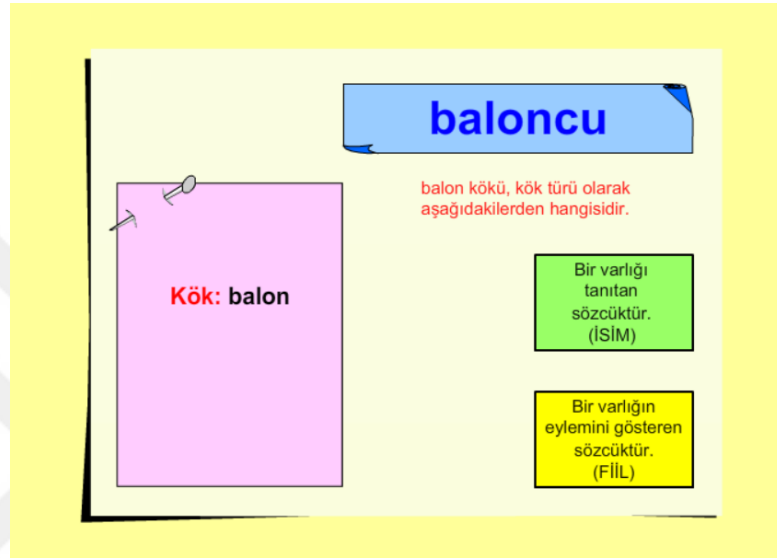 baloncu
balon kökü, kök türü olarak
aşağıdakilerden hangisidir.
Kök: balon
Bir varlığı
tanıtan
sözcüktür.
(İSİM)
Bir varlığın
eylemini gösteren
sözcüktür.
(FİİL)